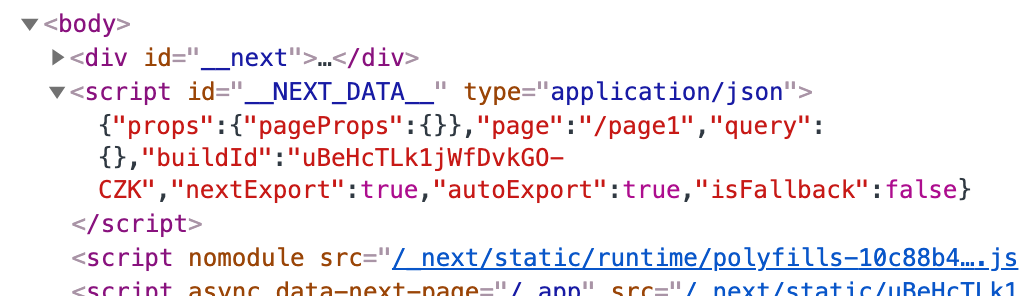 ▼<body>
▶<div id="__next">…</div>
▼<script id="__NEXT_DATA__" type="application/json">
{"props":{"pageProps":{}},"page":"/page1","query":
{},"buildId":"uBeHcTLk1jWfDvkGO-
CZK","nextExport":true,"autoExport":true,"isFallback":false}
</script>
<script nomodule src="/_next/static/runtime/polyfills-10c88b4….js
<script async data-next-page="/_app" src="/_next/static/uBeHcTLk1